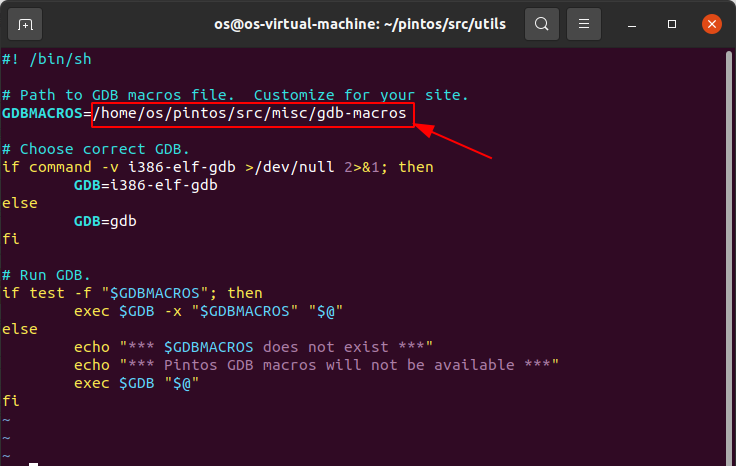 os@os-virtual-machine: ~/pintos/src/utils
#! /bin/sh
# Path to GDB macros file.  Customize for your site.
GDBMACROS=/home/os/pintos/src/misc/gdb-macros
# Choose correct GDB.
if command -v i386-elf-gdb >/dev/null 2>&1; then
        GDB=i386-elf-gdb
else
        GDB=gdb
fi
# Run GDB.
if test -f "$GDBMACROS"; then
        exec $GDB -x "$GDBMACROS" "$@"
else
        echo "*** $GDBMACROS does not exist ***"
        echo "*** Pintos GDB macros will not be available ***"
        exec $GDB "$@"
fi
~
~
~